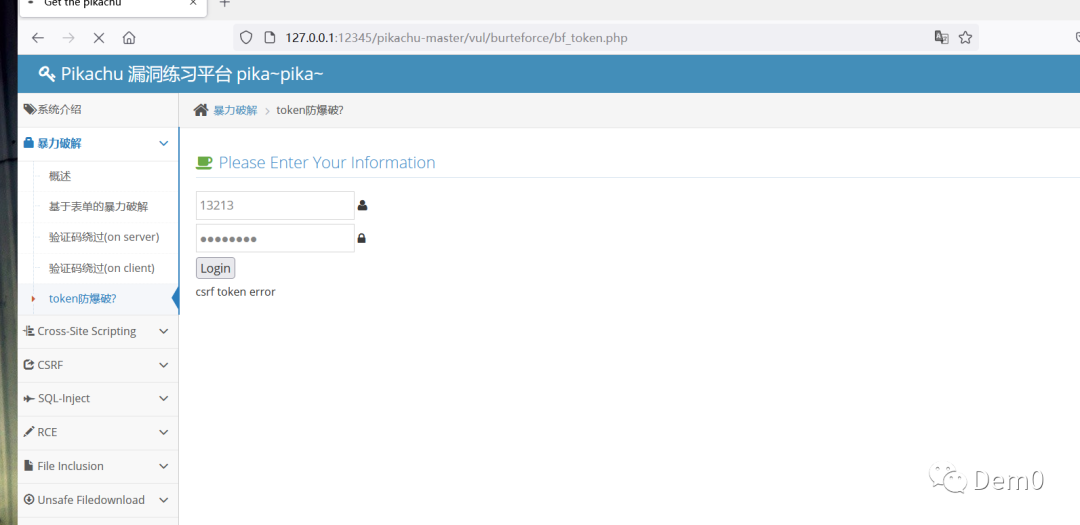 Get the pikachu
127.0.0.1:12345/pikachu-master/vul/burteforce/bf_token.php
Pikachu 漏洞练习平台 pika~pika~
系统介绍
暴力破解 > token防爆破?
暴力破解
概述
基于表单的暴力破解
验证码绕过(on server)
验证码绕过(on client)
token防爆破?
Cross-Site Scripting
CSRF
SQL-Inject
RCE
File Inclusion
Unsafe Filedownload
Please Enter Your Information
13213
Login
csrf token error
Dem0